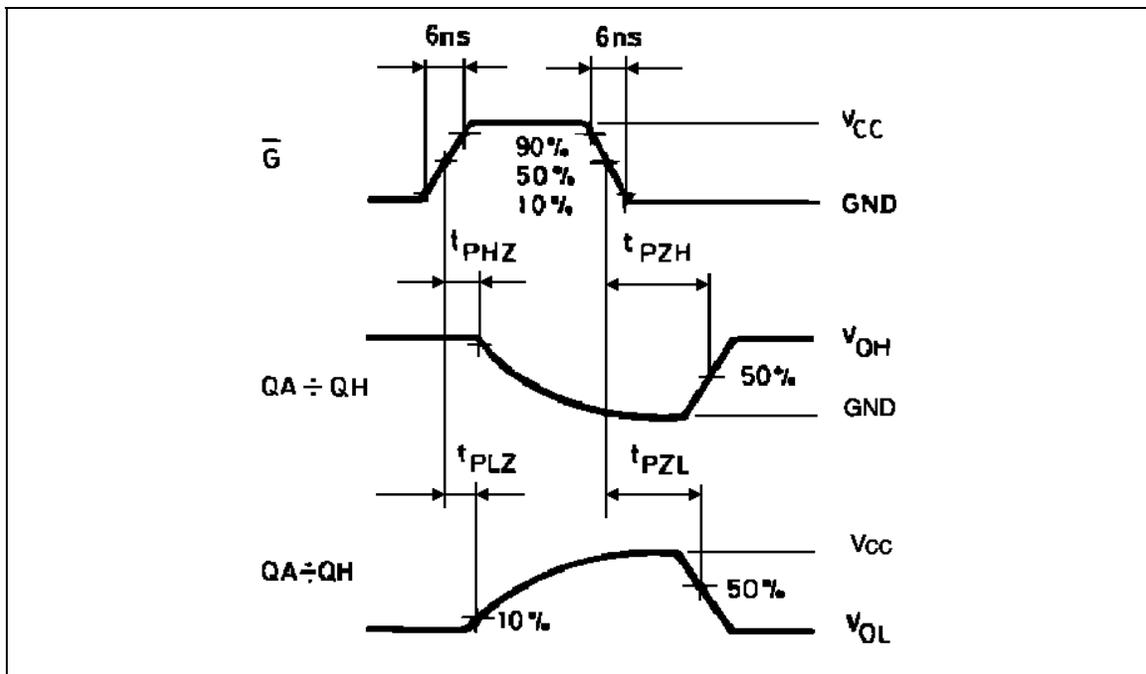 6ns 6ns
G̅ VCC
90%
50%
10% GND
tPHZ tPZH
VOH
50%
QA ÷ QH GND
tPLZ tPZL
VCC
QA÷QH 50%
10% VOL